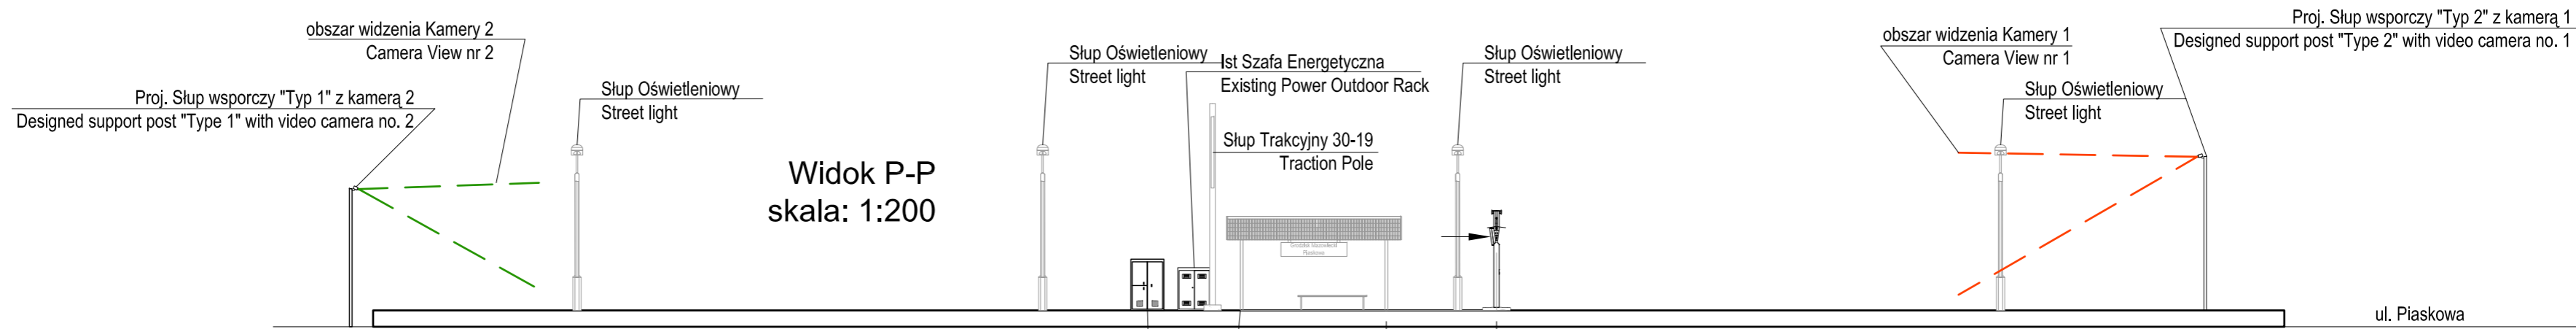 obszar widzenia Kamery 2
Camera View nr 2
Proj. Słup wsporczy "Typ 1" z kamerą 2
Designed support post "Type 1" with video camera no. 2
Słup Oświetleniowy
Street light
Widok P-P
skala: 1:200
Słup Oświetleniowy
Street light
Ist Szafa Energetyczna
Existing Power Outdoor Rack
Słup Trakcyjny 30-19
Traction Pole
Grodzisk Mazowiecki
Piaskowa
Słup Oświetleniowy
Street light
obszar widzenia Kamery 1
Camera View nr 1
Słup Oświetleniowy
Street light
Proj. Słup wsporczy "Typ 2" z kamerą 1
Designed support post "Type 2" with video camera no. 1
ul. Piaskowa